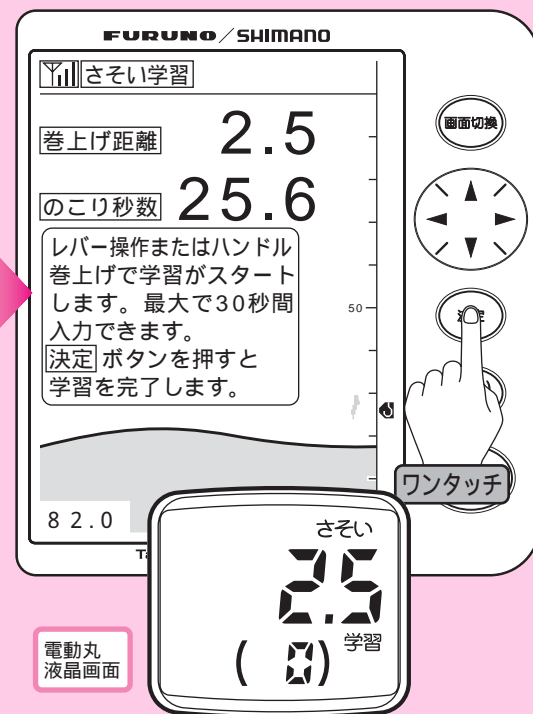 FURUNO/SHIMANO
さそい学習
巻上げ距離 2.5
のこり秒数 25.6
レバー操作またはハンドル
巻上げで学習がスタート
します。最大で30秒間
入力できます。
決定 ボタンを押すと
学習を完了します。
50
82.0
画面切換
ワンタッチ
さそい
2.5
学習
(0)
電動丸
液晶画面